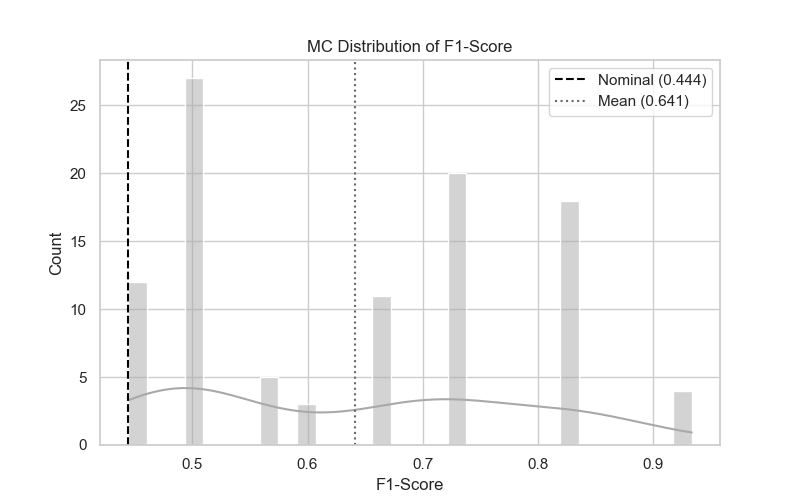 MC Distribution of F1-Score
Nominal (0.444)
Mean (0.641)
Count
25
20
15
10
5
0
0.5 0.6 0.7 0.8 0.9
F1-Score